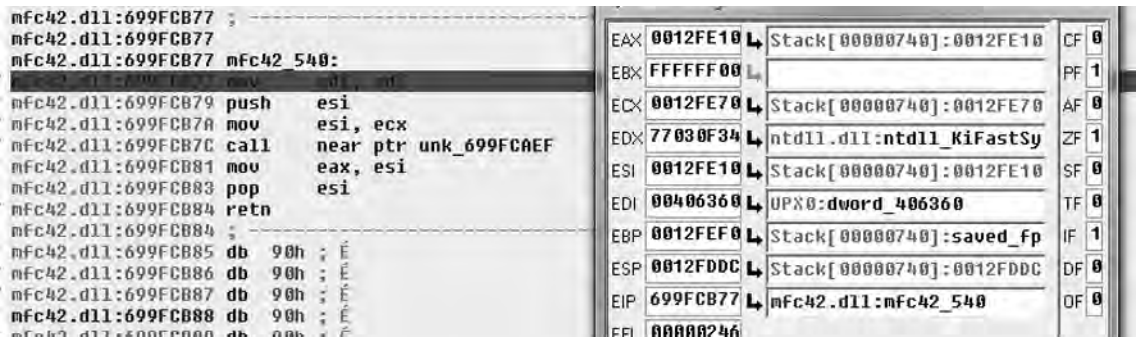 mfc42.dll:699FCB77 ; ----------------------------------------
mfc42.dll:699FCB77
mfc42.dll:699FCB77 mfc42_540:
mfc42.dll:699FCB77 mov edi, edi
mfc42.dll:699FCB79 push esi
mfc42.dll:699FCB7A mov esi, ecx
mfc42.dll:699FCB7C call near ptr unk_699FCAEF
mfc42.dll:699FCB81 mov eax, esi
mfc42.dll:699FCB83 pop esi
mfc42.dll:699FCB84 retn
mfc42.dll:699FCB84 ; ----------------------------------------
mfc42.dll:699FCB85 db 90h ; É
mfc42.dll:699FCB86 db 90h ; É
mfc42.dll:699FCB87 db 90h ; É
mfc42.dll:699FCB88 db 90h ; É
EAX 0012FE10 Stack[00000740]:0012FE10 CF 0
EBX FFFFFF00 PF 1
ECX 0012FE70 Stack[00000740]:0012FE70 AF 0
EDX 77030F34 ntdll.dll:ntdll_KiFastSy ZF 1
ESI 0012FE10 Stack[00000740]:0012FE10 SF 0
EDI 00406360 UPX0:dword_406360 TF 0
EBP 0012FEF0 Stack[00000740]:saved_fp IF 1
ESP 0012FDDC Stack[00000740]:0012FDDC DF 0
EIP 699FCB77 mfc42.dll:mfc42_540 OF 0
EFL 00000246